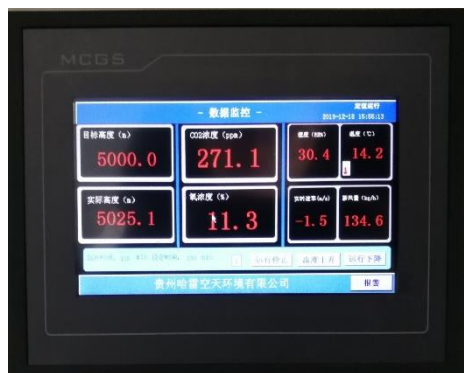 MCGS
- 数据监控 -
定值运行
2019-12-18 15:55:13
目标高度 (m)
5000.0
CO2浓度 (ppm)
271.1
湿度 (%RH)
30.4
温度 (℃)
14.2
实际高度 (m)
5025.1
氧浓度 (%)
11.3
实时速率(m/s)
-1.5
新风量 (kg/h)
134.6
运行停止
高度上升
运行下降
贵州哈雷空天环境有限公司
报警